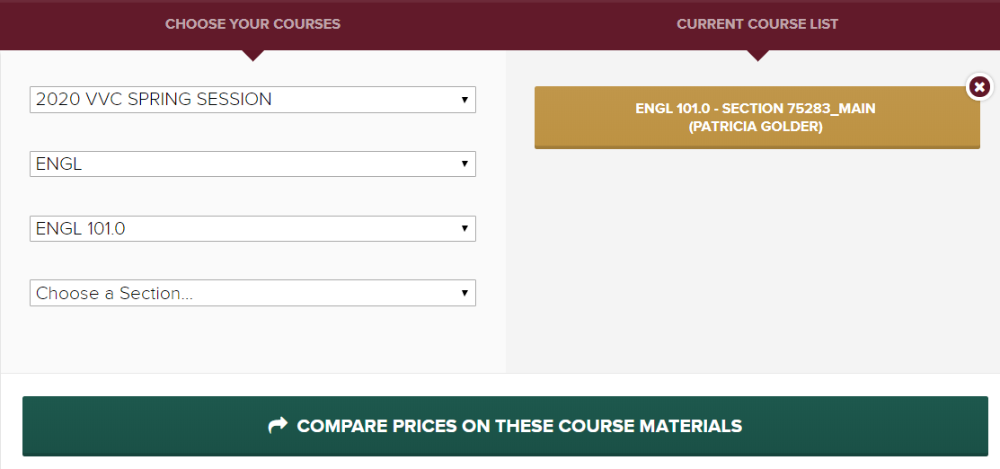 CHOOSE YOUR COURSES
CURRENT COURSE LIST
2020 VVC SPRING SESSION
ENGL
ENGL 101.0
Choose a Section...
ENGL 101.0 - SECTION 75283_MAIN
(PATRICIA GOLDER)
COMPARE PRICES ON THESE COURSE MATERIALS